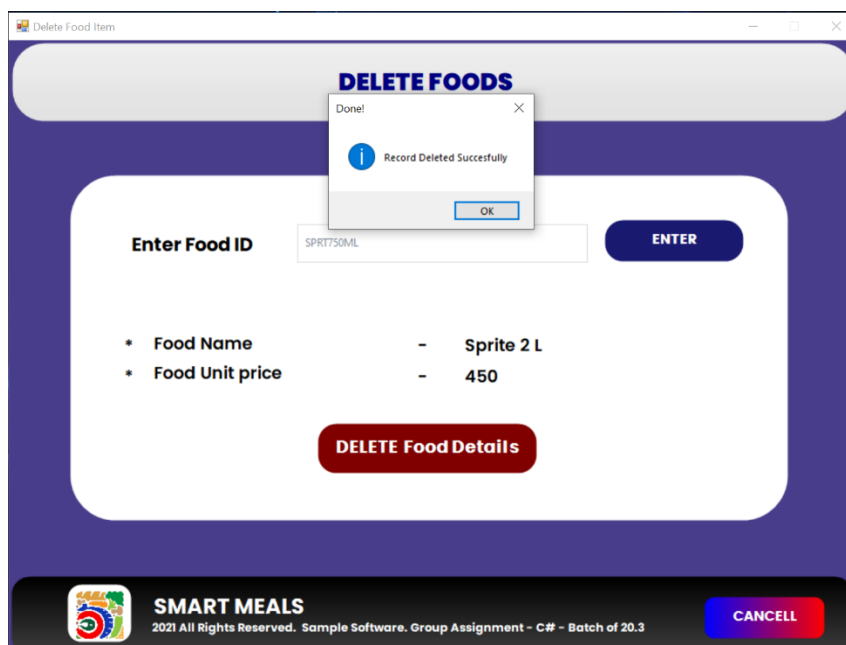 Delete Food Item
DELETE FOODS
Done!
Record Deleted Succesfully
OK
Enter Food ID
SPRT750ML
ENTER
* Food Name - Sprite 2 L
* Food Unit price - 450
DELETE Food Details
SMART MEALS
2021 All Rights Reserved. Sample Software. Group Assignment - C# - Batch of 20.3
CANCELL